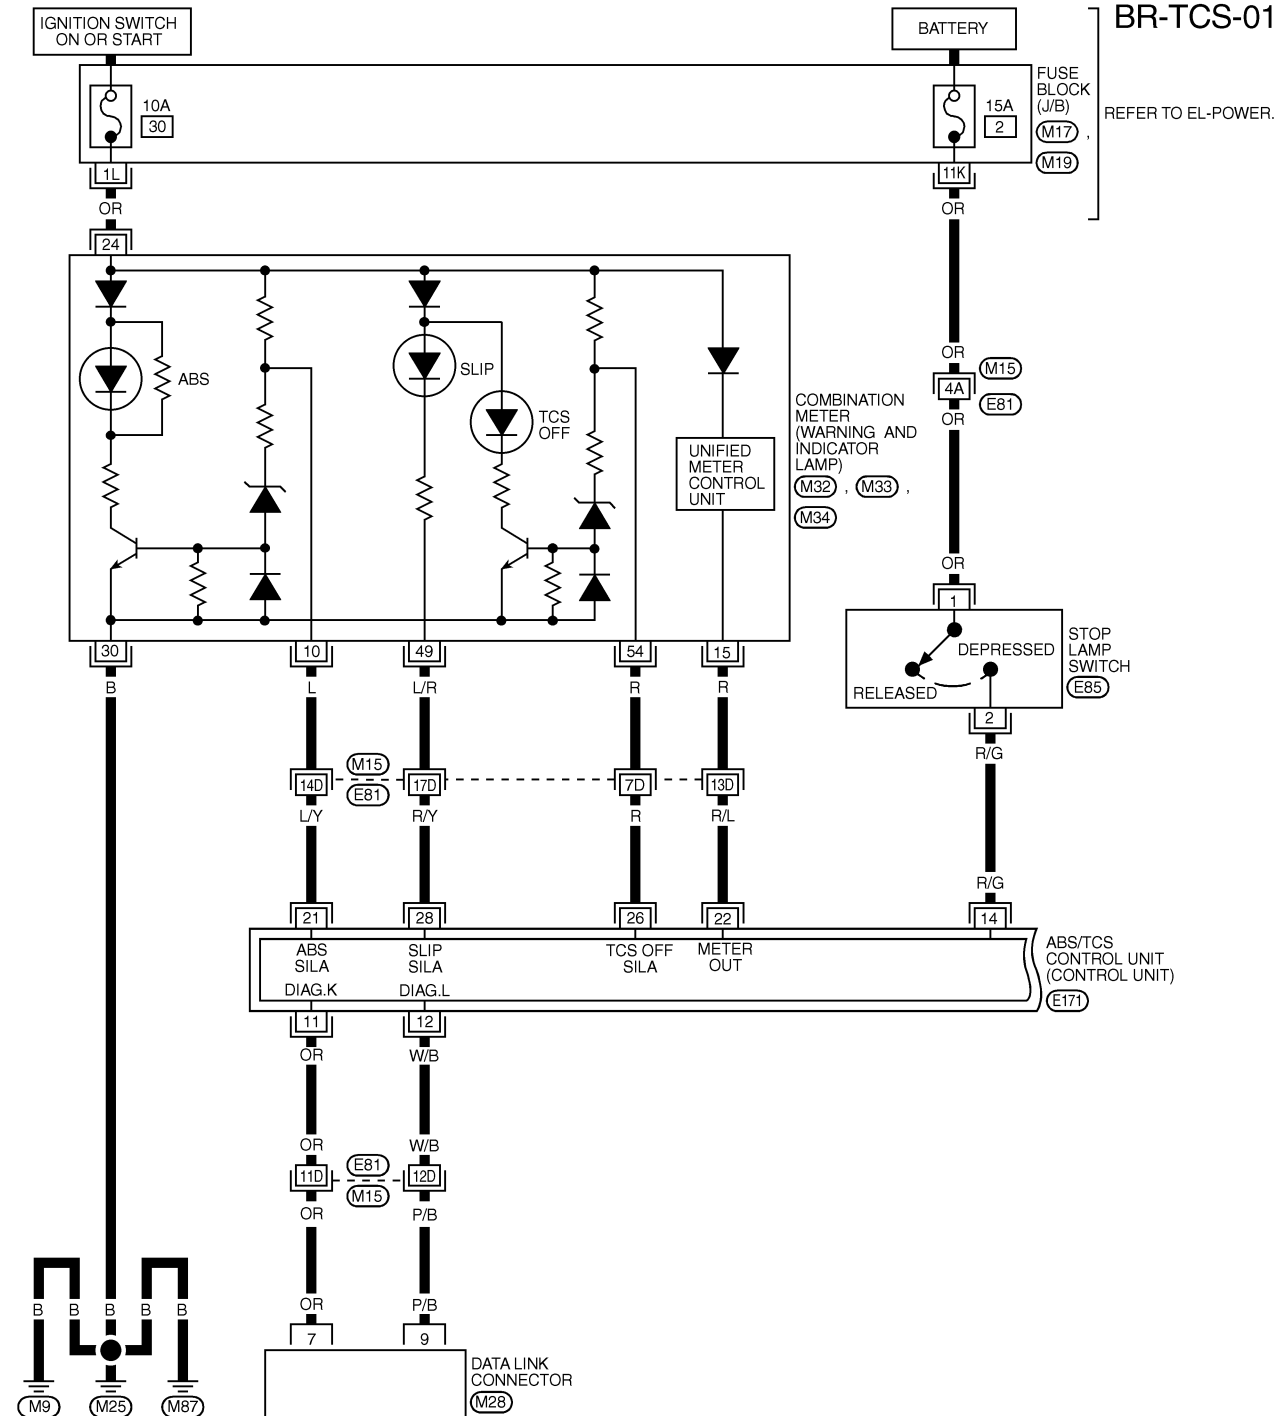 BR-TCS-01
IGNITION SWITCH
ON OR START
BATTERY
10A
30
15A
2
FUSE
BLOCK
(J/B)
M17 ,
M19
REFER TO EL-POWER.
1L
11K
OR
OR
24
ABS
SLIP
TCS
OFF
UNIFIED
METER
CONTROL
UNIT
COMBINATION
METER
(WARNING AND
INDICATOR
LAMP)
M32 , M33 ,
M34
OR
4A
M15
E81
OR
OR
1
DEPRESSED
RELEASED
STOP
LAMP
SWITCH
E85
2
R/G
30
10
49
54
15
B
L
L/R
R
R
M15
E81
14D
17D
7D
13D
L/Y
R/Y
R
R/L
R/G
21
28
26
22
14
ABS
SILA
SLIP
SILA
TCS OFF
SILA
METER
OUT
DIAG.K
DIAG.L
ABS/TCS
CONTROL UNIT
(CONTROL UNIT)
E171
11
12
OR
W/B
OR
W/B
11D
E81
M15
12D
OR
P/B
OR
P/B
7
9
DATA LINK
CONNECTOR
M28
B
B
B
B
B
M9
M25
M87